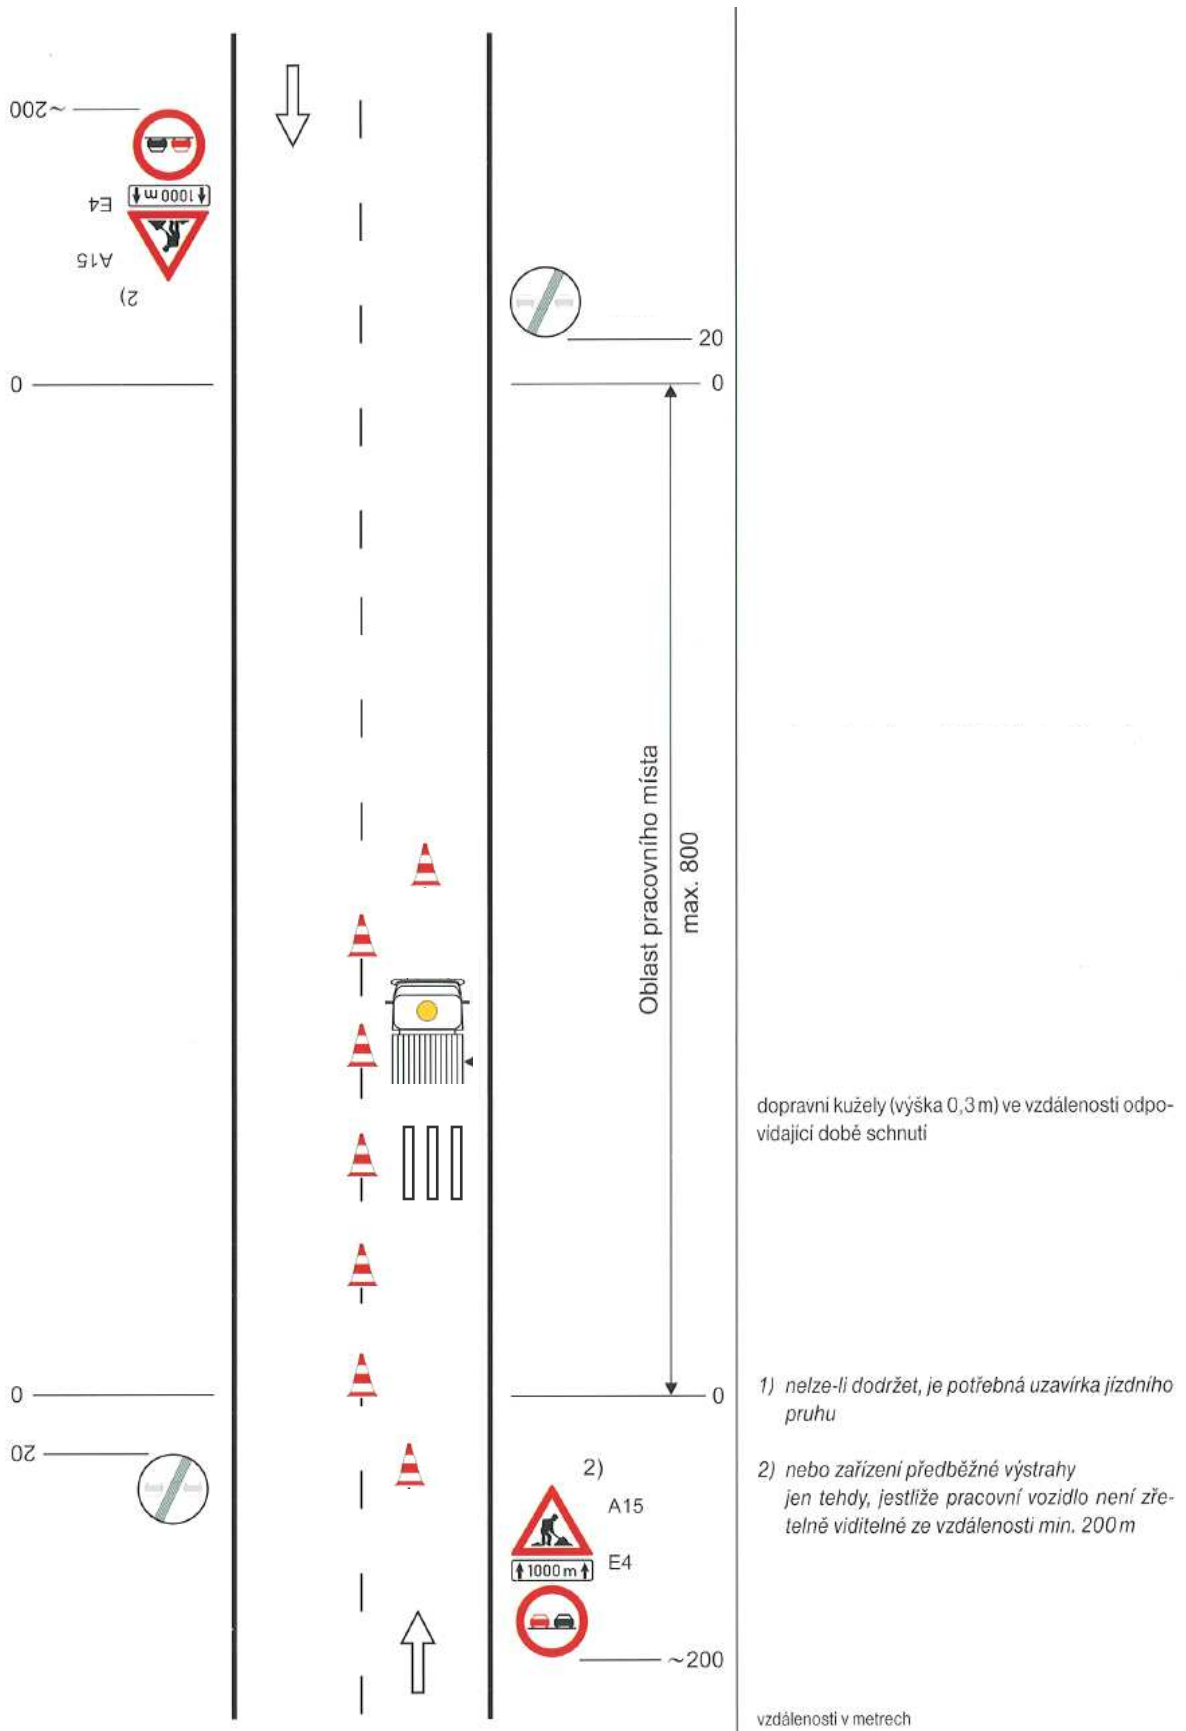 ~200
1000 m
E4
A15
2)
20
0
0
Oblast pracovního místa
max. 800
dopravní kužely (výška 0,3 m) ve vzdálenosti odpo-
vídající době schnutí
0
0
1) nelze-li dodržet, je potřebná uzavírka jízdního
pruhu
20
2)
2) nebo zařízení předběžné výstrahy
jen tehdy, jestliže pracovní vozidlo není zře-
telně viditelné ze vzdálenosti min. 200 m
A15
E4
1000 m
~200
vzdálenosti v metrech